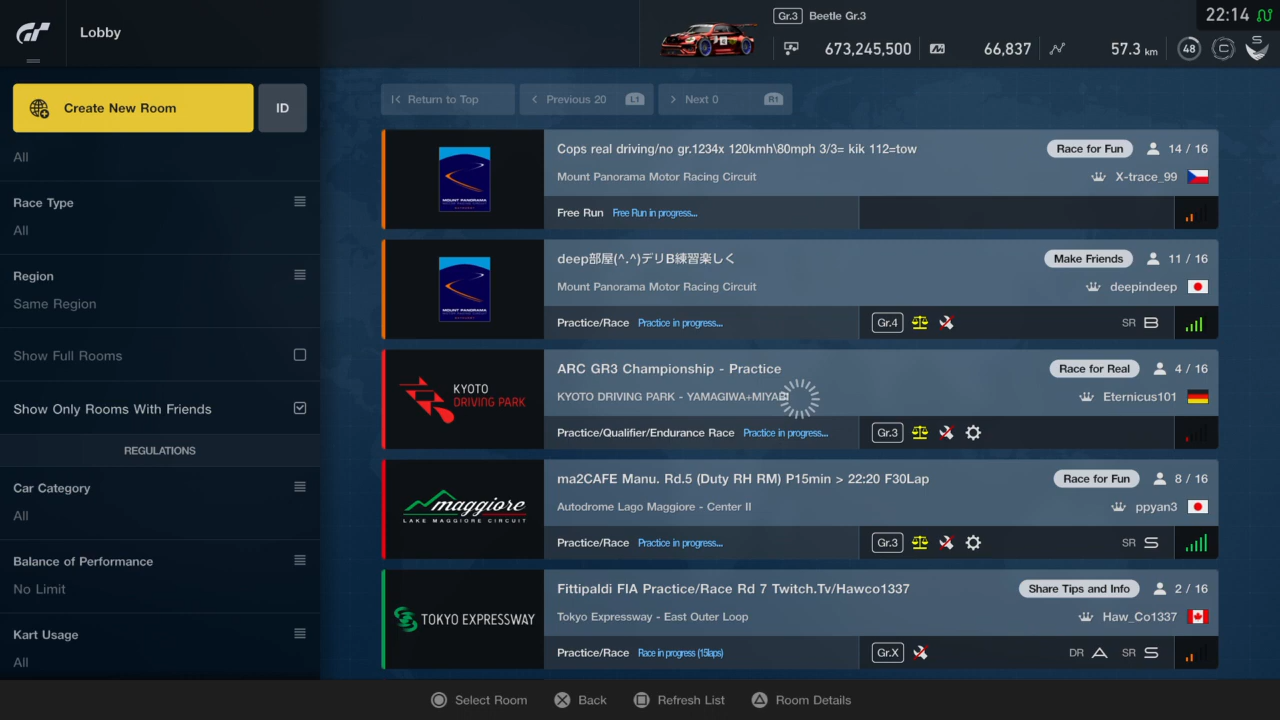 Lobby
Gr.3 Beetle Gr.3
22:14
673,245,500 66,837 57.3 km 48 C S
Create New Room ID
All
Race Type
All
Region
Same Region
Show Full Rooms
Show Only Rooms With Friends
REGULATIONS
Car Category
All
Balance of Performance
No Limit
Kart Usage
All
Return to Top Previous 20 L1 Next 0 R1
MOUNT PANORAMA
Cops real driving/no gr.1234x 120kmh\80mph 3/3= kik 112=tow Race for Fun 14 / 16
Mount Panorama Motor Racing Circuit X-trace_99
Free Run Free Run in progress...
MOUNT PANORAMA
deep部屋(^.^)デリB練習楽しく Make Friends 11 / 16
Mount Panorama Motor Racing Circuit deepindeep
Practice/Race Practice in progress... Gr.4 SR B
KYOTO
DRIVING PARK
ARC GR3 Championship - Practice Race for Real 4 / 16
KYOTO DRIVING PARK - YAMAGIWA+MIYABI Eternicus101
Practice/Qualifier/Endurance Race Practice in progress... Gr.3
maggiore
LAKE MAGGIORE CIRCUIT
ma2CAFE Manu. Rd.5 (Duty RH RM) P15min > 22:20 F30Lap Race for Fun 8 / 16
Autodrome Lago Maggiore - Center II ppyan3
Practice/Race Practice in progress... Gr.3 SR S
TOKYO EXPRESSWAY
Fittipaldi FIA Practice/Race Rd 7 Twitch.Tv/Hawco1337 Share Tips and Info 2 / 16
Tokyo Expressway - East Outer Loop Haw_Co1337
Practice/Race Race in progress (15laps) Gr.X DR A SR S
Select Room Back Refresh List Room Details